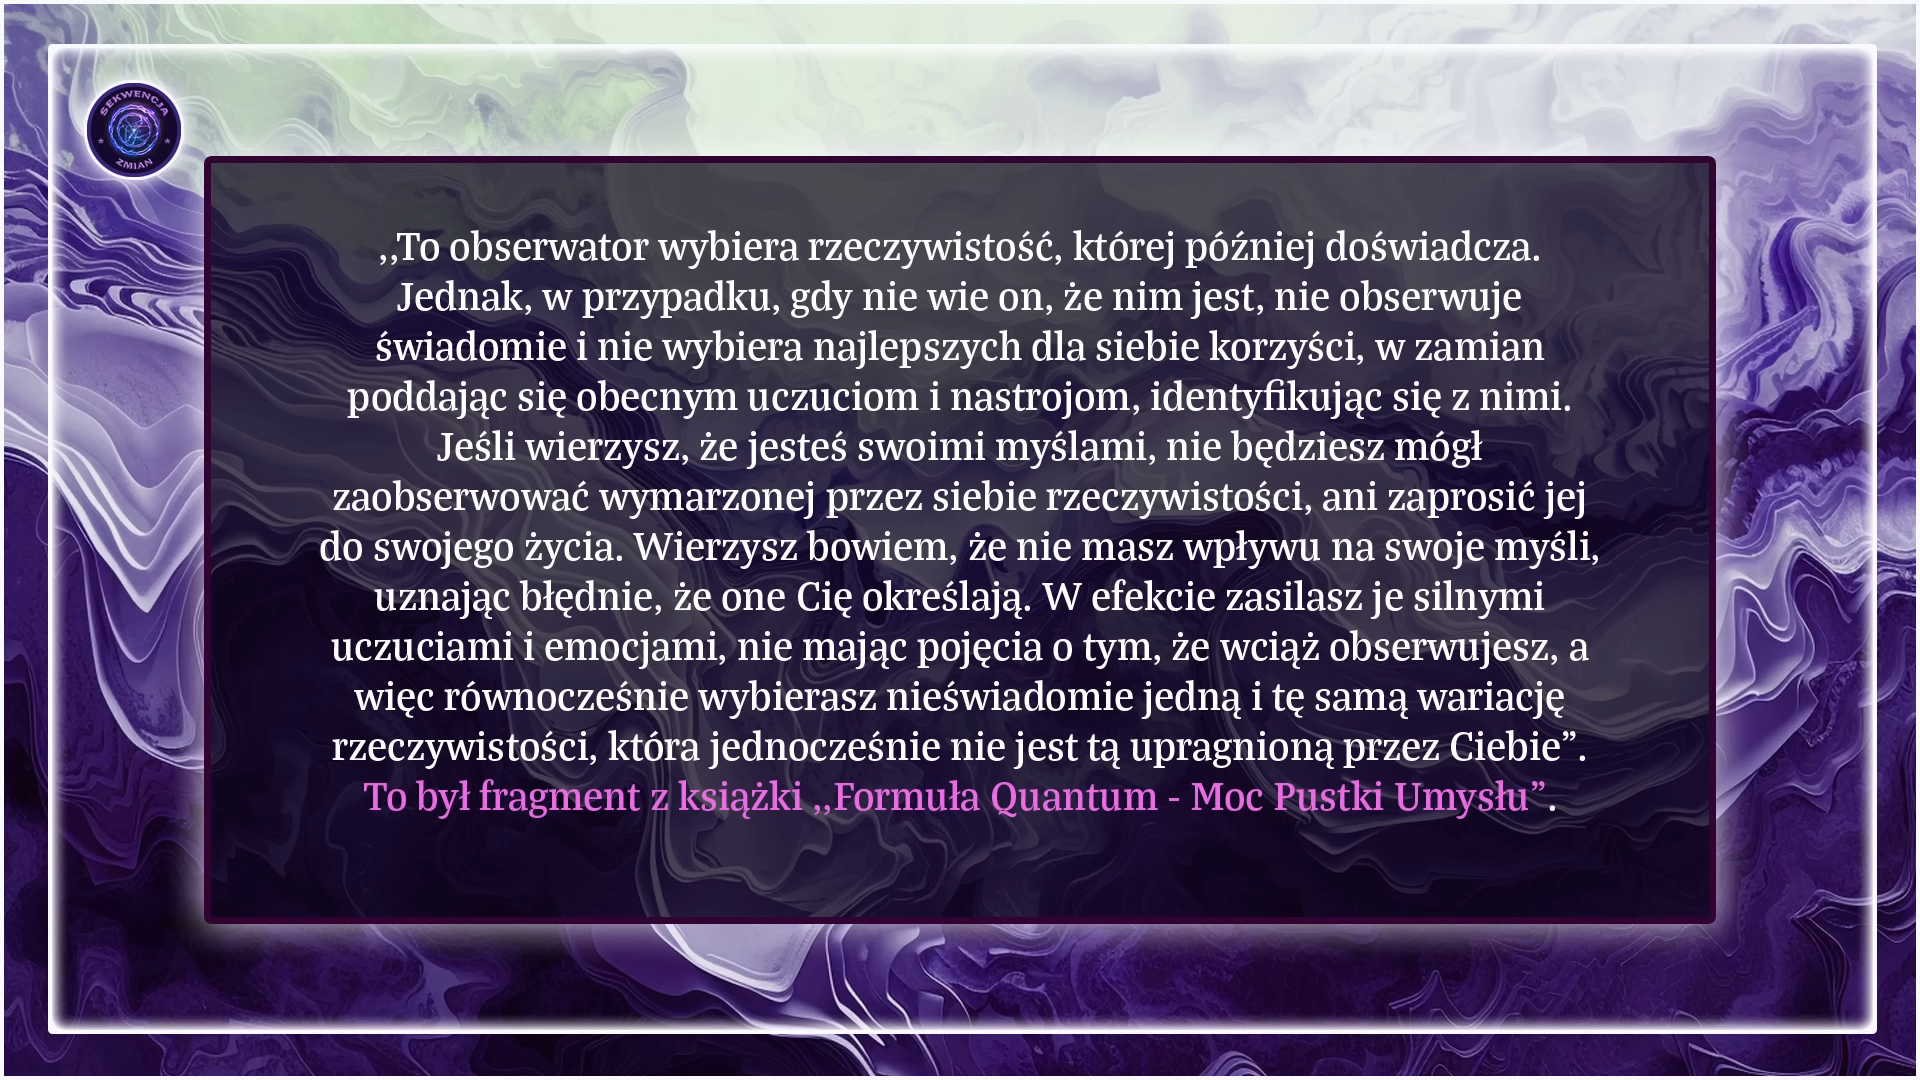 SEKWENCJA
ZMIAN
,,To obserwator wybiera rzeczywistość, której później doświadcza.
Jednak, w przypadku, gdy nie wie on, że nim jest, nie obserwuje
świadomie i nie wybiera najlepszych dla siebie korzyści, w zamian
poddając się obecnym uczuciom i nastrojom, identyfikując się z nimi.
Jeśli wierzysz, że jesteś swoimi myślami, nie będziesz mógł
zaobserwować wymarzonej przez siebie rzeczywistości, ani zaprosić jej
do swojego życia. Wierzysz bowiem, że nie masz wpływu na swoje myśli,
uznając błędnie, że one Cię określają. W efekcie zasilasz je silnymi
uczuciami i emocjami, nie mając pojęcia o tym, że wciąż obserwujesz, a
więc równocześnie wybierasz nieświadomie jedną i tę samą wariację
rzeczywistości, która jednocześnie nie jest tą upragnioną przez Ciebie”.
To był fragment z książki ,,Formuła Quantum - Moc Pustki Umysłu”.